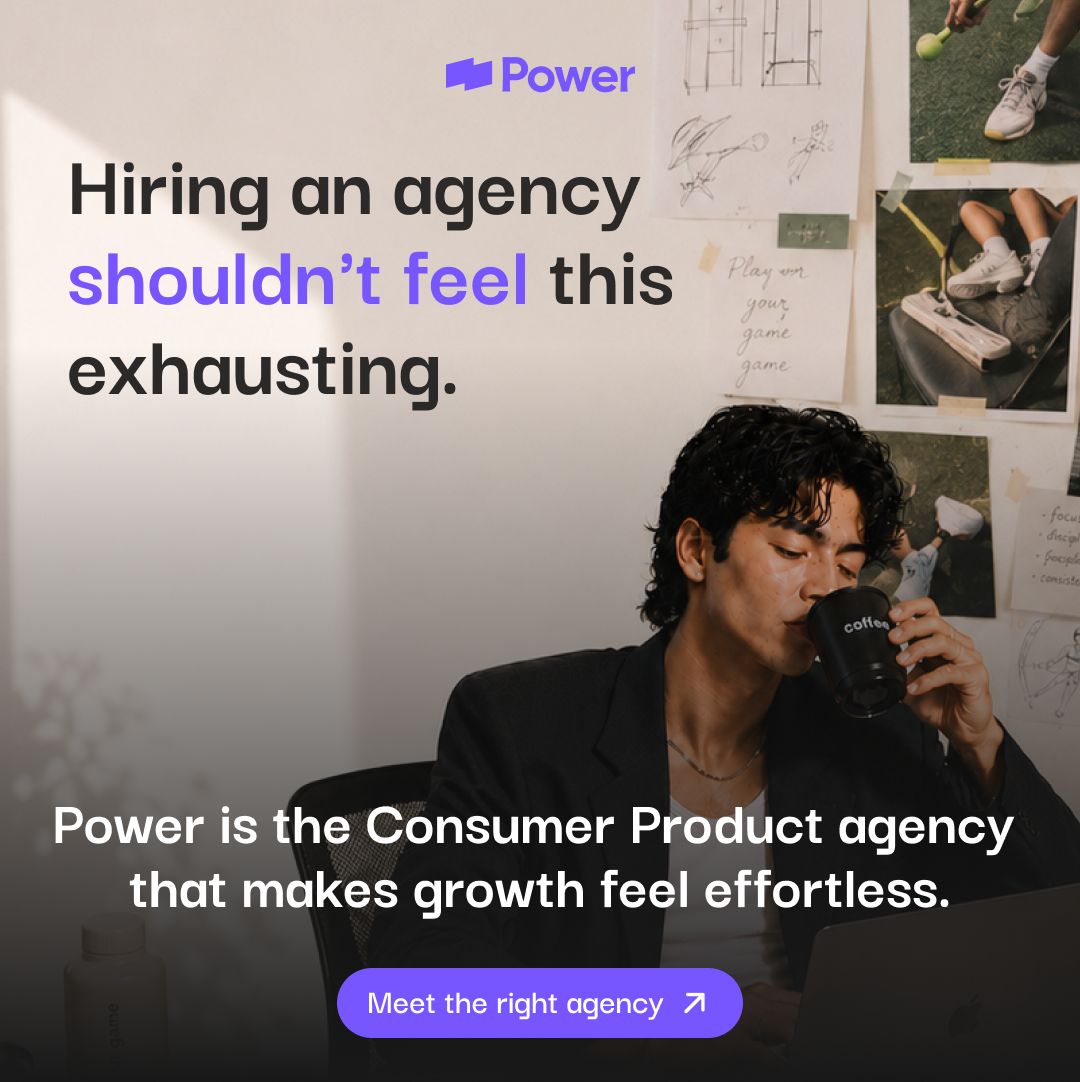 Power
Hiring an agency
shouldn’t feel this
exhausting.
Play on
your
game
game
coffee
Power is the Consumer Product agency
that makes growth feel effortless.
game
Meet the right agency